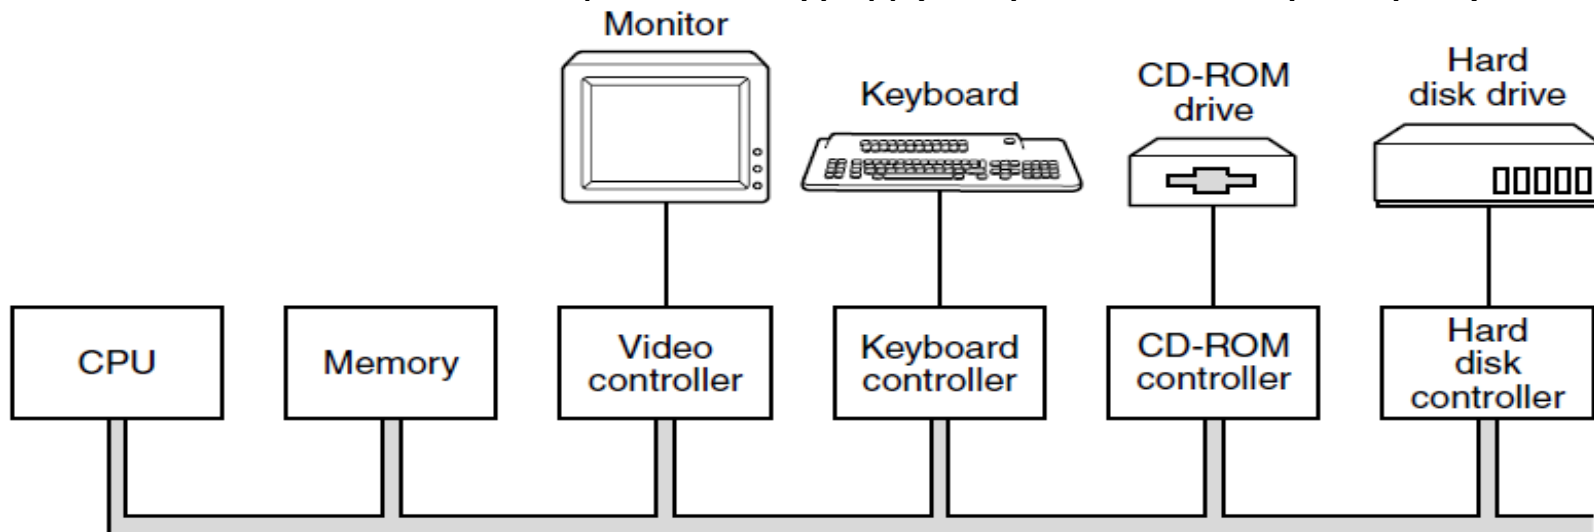 Monitor
Keyboard
CD-ROM
drive
Hard
disk drive
CPU
Memory
Video
controller
Keyboard
controller
CD-ROM
controller
Hard
disk
controller